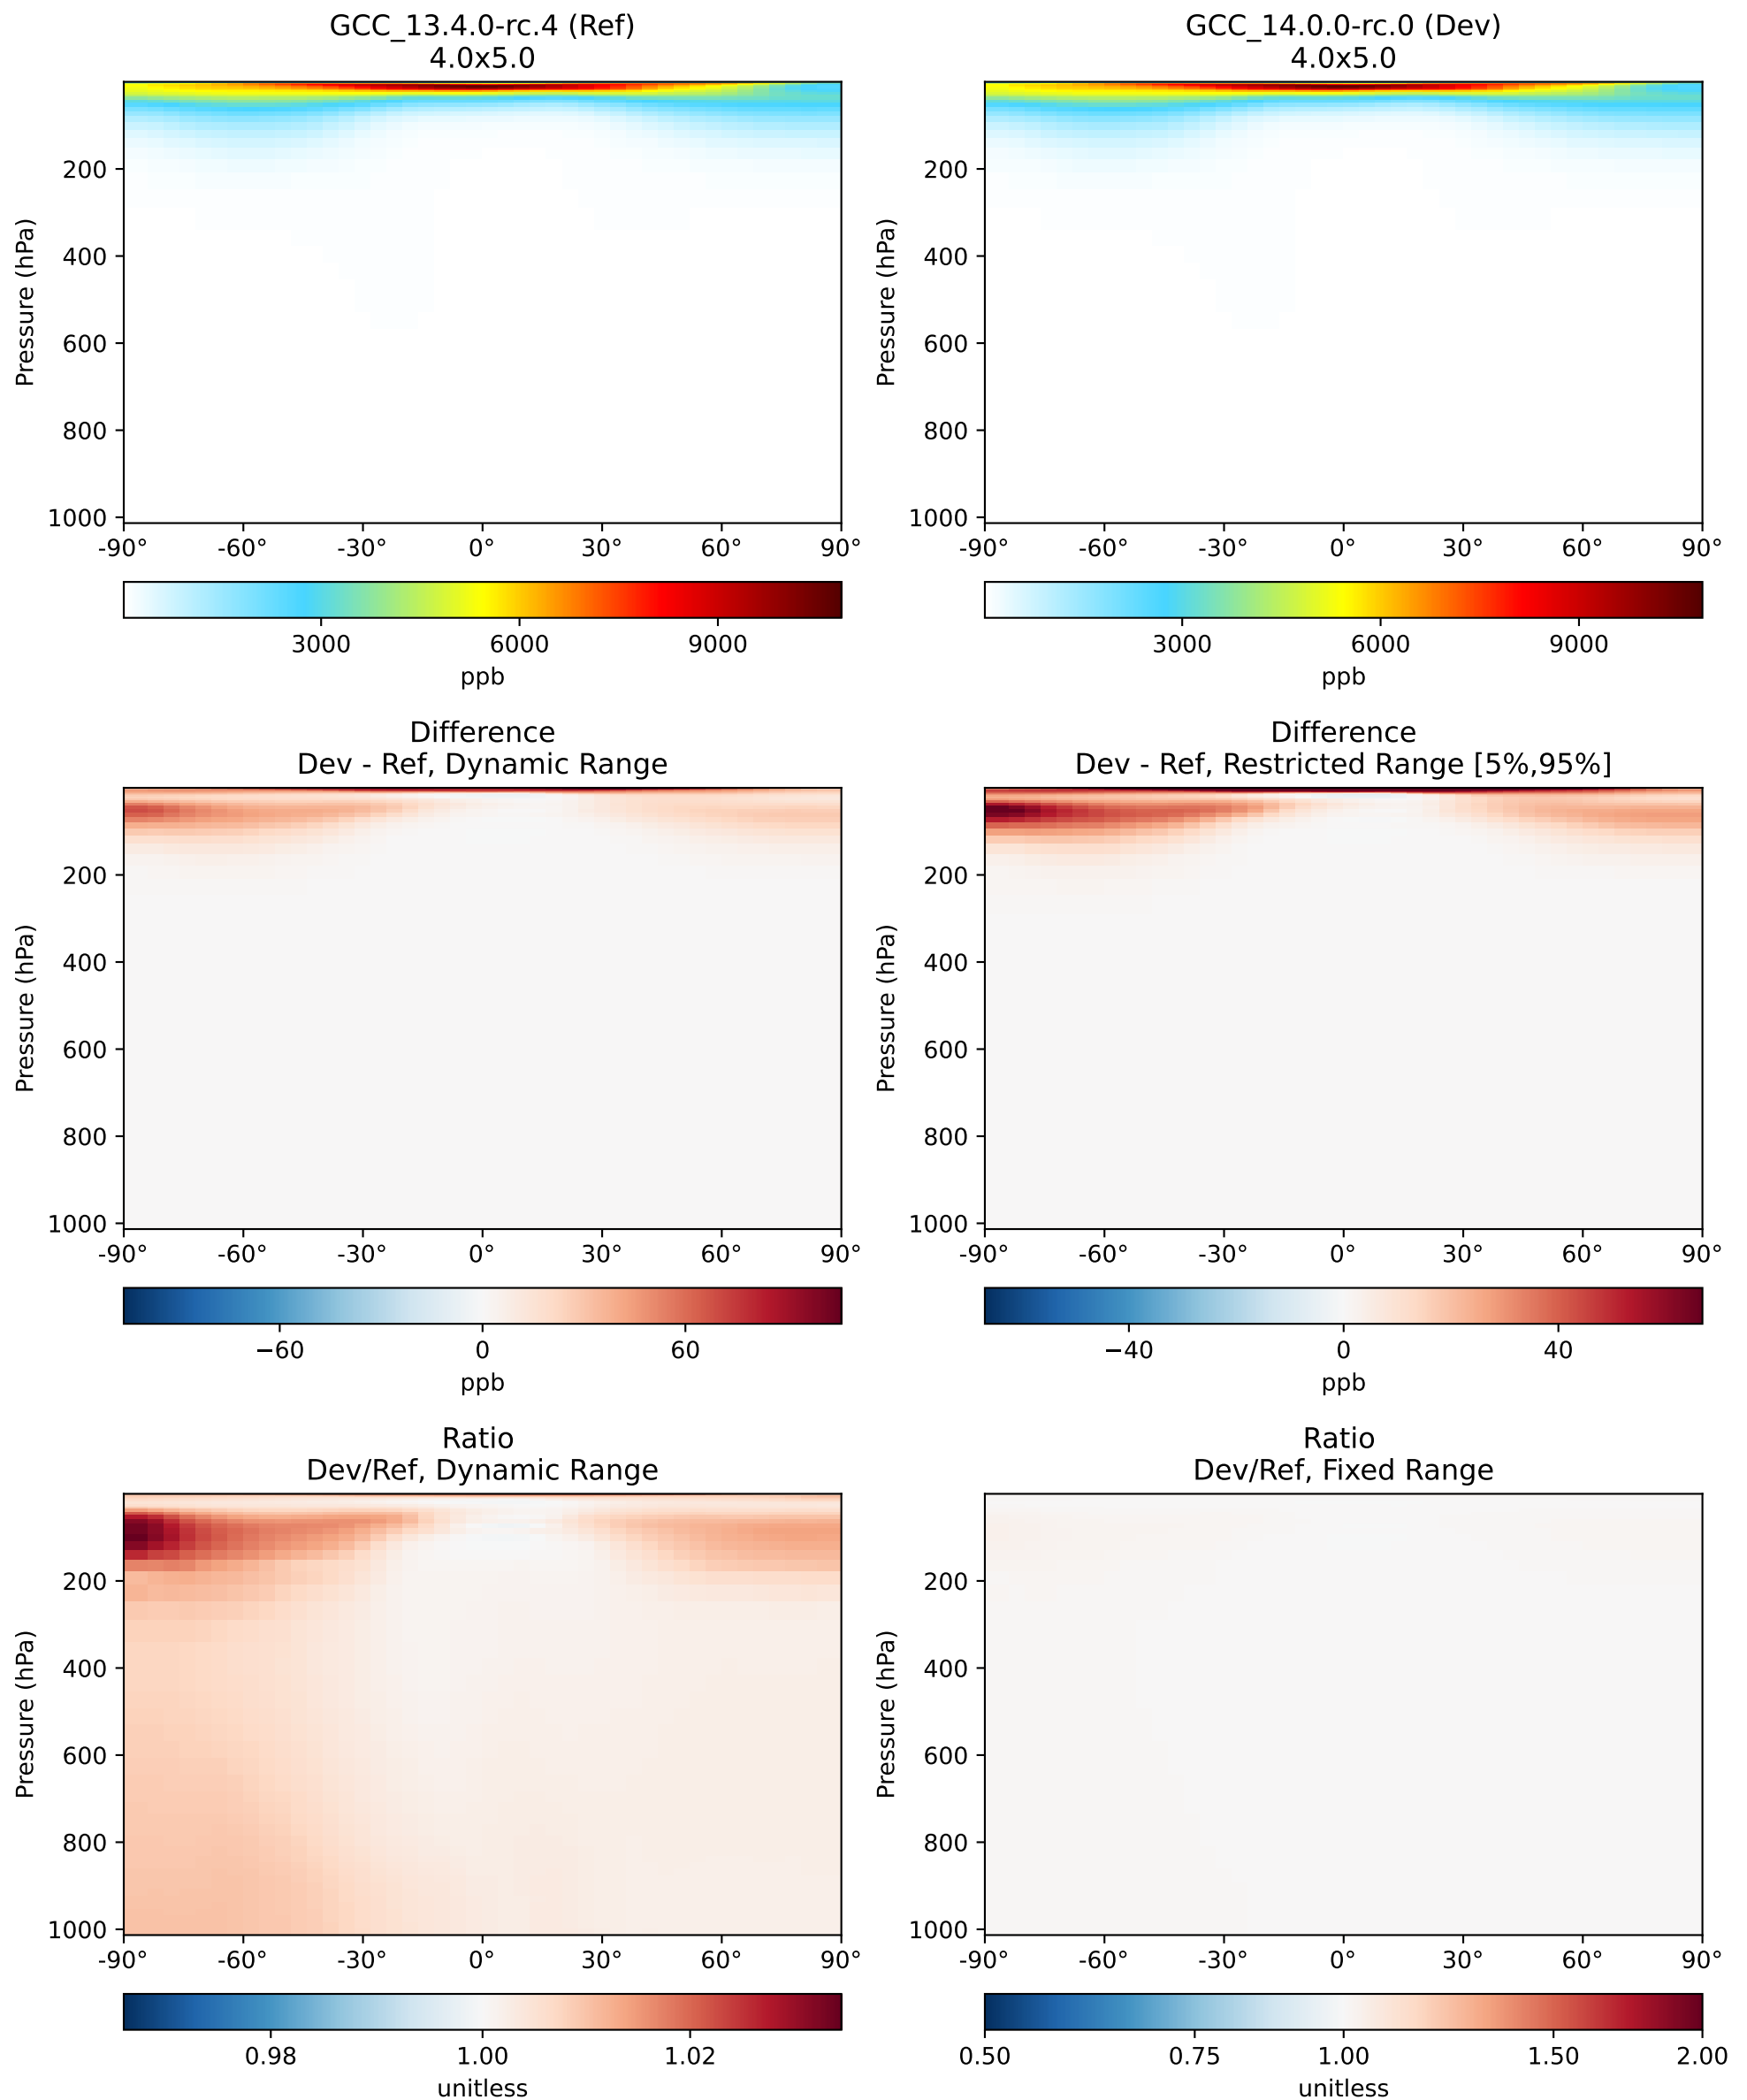 GCC_13.4.0-rc.4 (Ref)
4.0x5.0
Pressure (hPa)
200
400
600
800
1000
-90° -60° -30° 0° 30° 60° 90°
3000 6000 9000
ppb
GCC_14.0.0-rc.0 (Dev)
4.0x5.0
Pressure (hPa)
200
400
600
800
1000
-90° -60° -30° 0° 30° 60° 90°
3000 6000 9000
ppb
Difference
Dev - Ref, Dynamic Range
Pressure (hPa)
200
400
600
800
1000
-90° -60° -30° 0° 30° 60° 90°
−60 0 60
ppb
Difference
Dev - Ref, Restricted Range [5%,95%]
Pressure (hPa)
200
400
600
800
1000
-90° -60° -30° 0° 30° 60° 90°
−40 0 40
ppb
Ratio
Dev/Ref, Dynamic Range
Pressure (hPa)
200
400
600
800
1000
-90° -60° -30° 0° 30° 60° 90°
0.98 1.00 1.02
unitless
Ratio
Dev/Ref, Fixed Range
Pressure (hPa)
200
400
600
800
1000
-90° -60° -30° 0° 30° 60° 90°
0.50 0.75 1.00 1.50 2.00
unitless